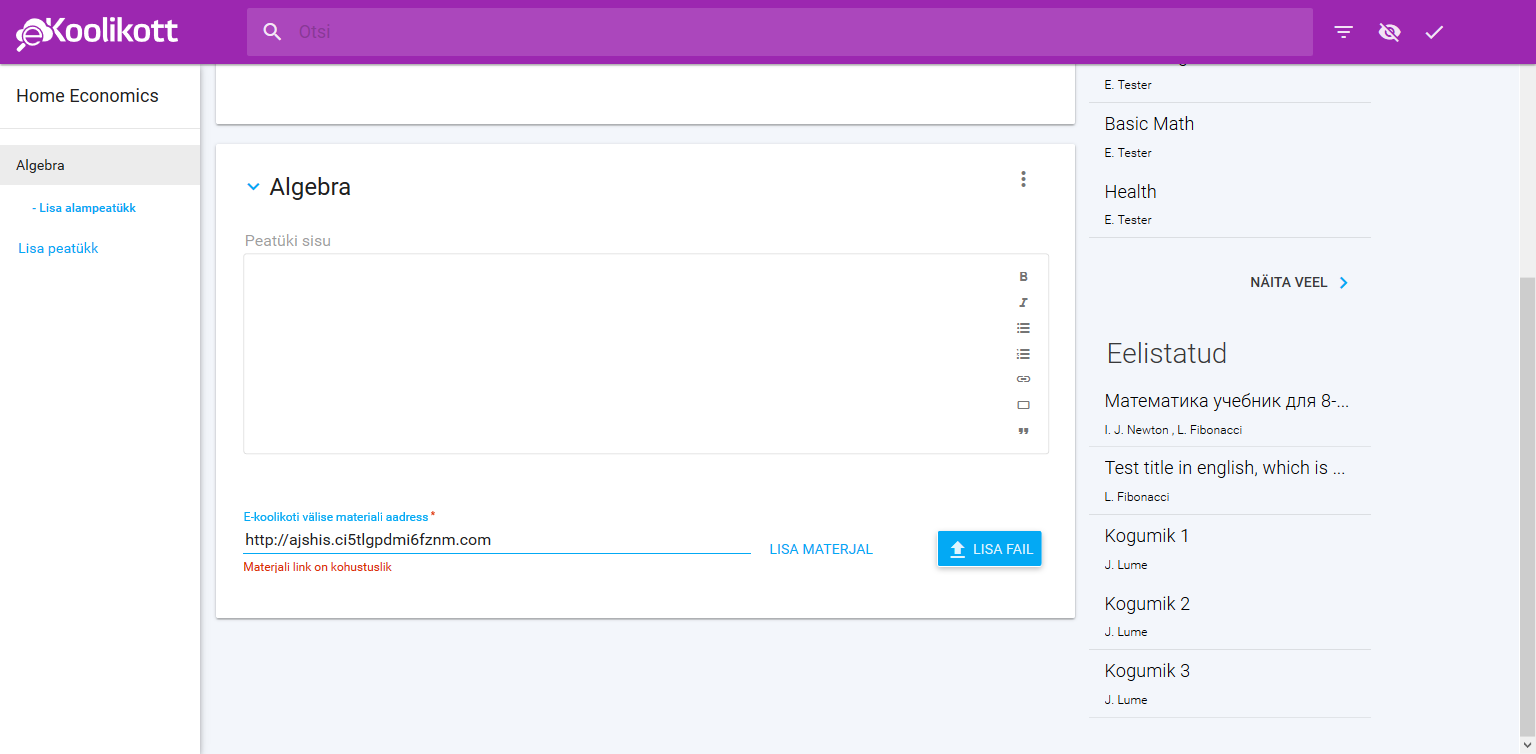 eKoolikott
Otsi
Home Economics
Algebra
- Lisa alampeatükk
Lisa peatükk
Algebra
Peatüki sisu
B
I
E-koolikoti välise materiali aadress *
http://ajshis.ci5tlgpdmi6fznm.com
Materjali link on kohustuslik
LISA MATERJAL
LISA FAIL
E. Tester
Basic Math
E. Tester
Health
E. Tester
NÄITA VEEL
Eelistatud
Математика учебник для 8-...
I. J. Newton , L. Fibonacci
Test title in english, which is ...
L. Fibonacci
Kogumik 1
J. Lume
Kogumik 2
J. Lume
Kogumik 3
J. Lume